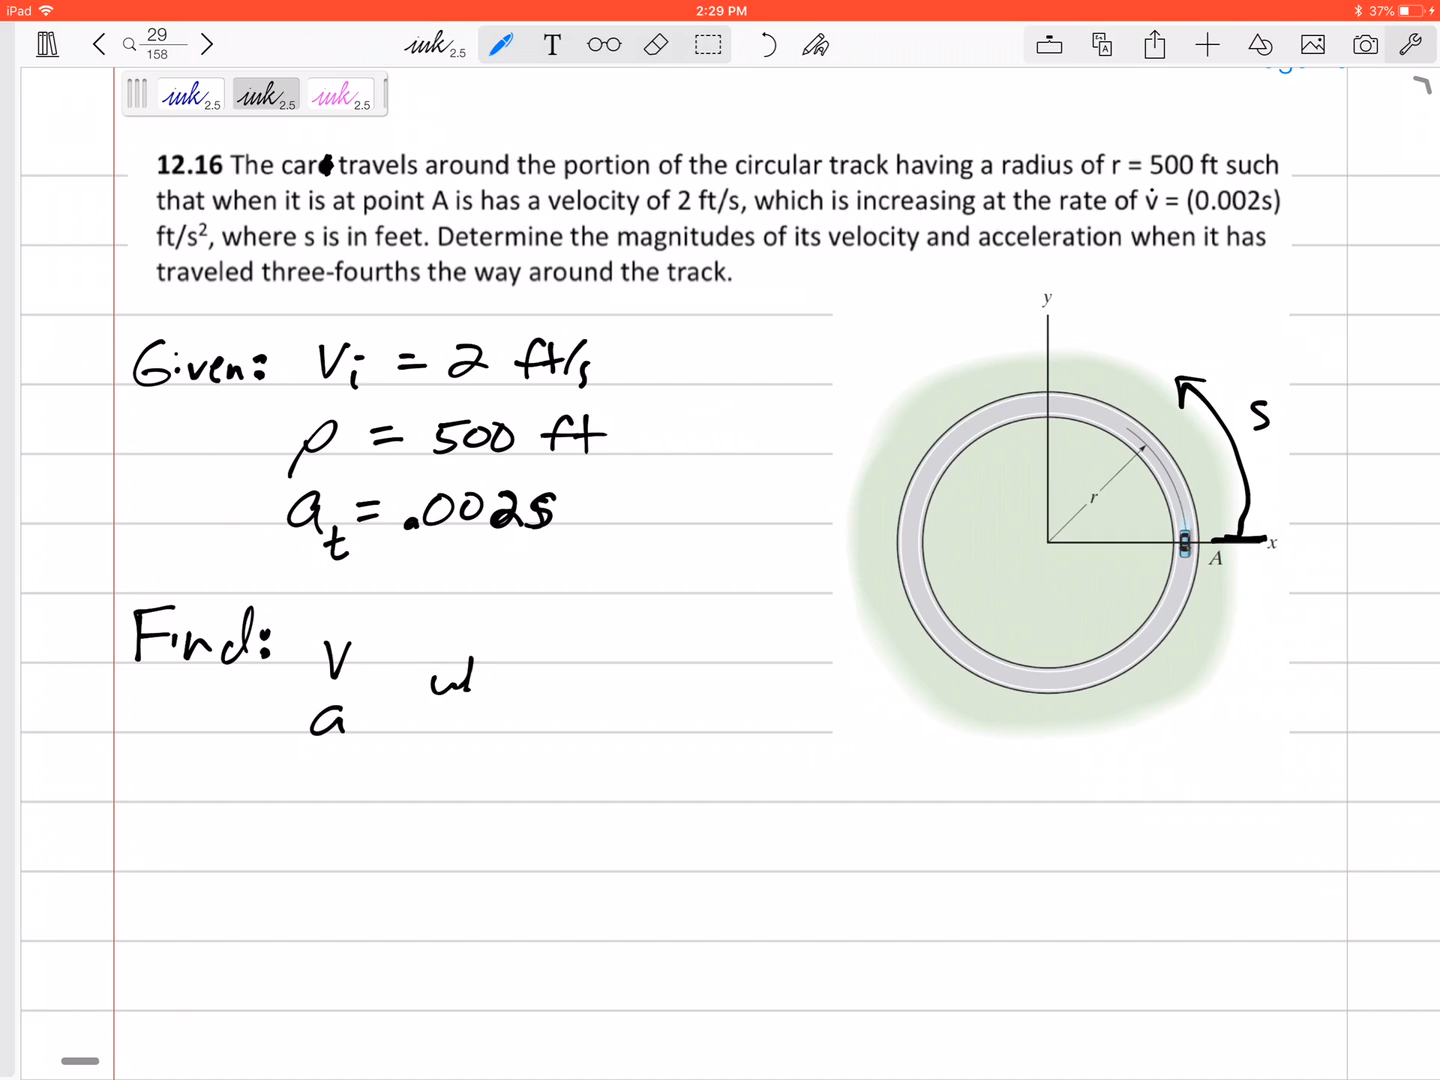 iPad 2:29 PM 37%
29
158
ink 2.5 T
ink 2.5 ink 2.5 ink 2.5
12.16 The car travels around the portion of the circular track having a radius of r = 500 ft such
that when it is at point A is has a velocity of 2 ft/s, which is increasing at the rate of v̇ = (0.002s)
ft/s², where s is in feet. Determine the magnitudes of its velocity and acceleration when it has
traveled three-fourths the way around the track.
Given: Vi = 2 ft/s
ρ = 500 ft
at = .002s
Find: V
a
y
S
r
A
x